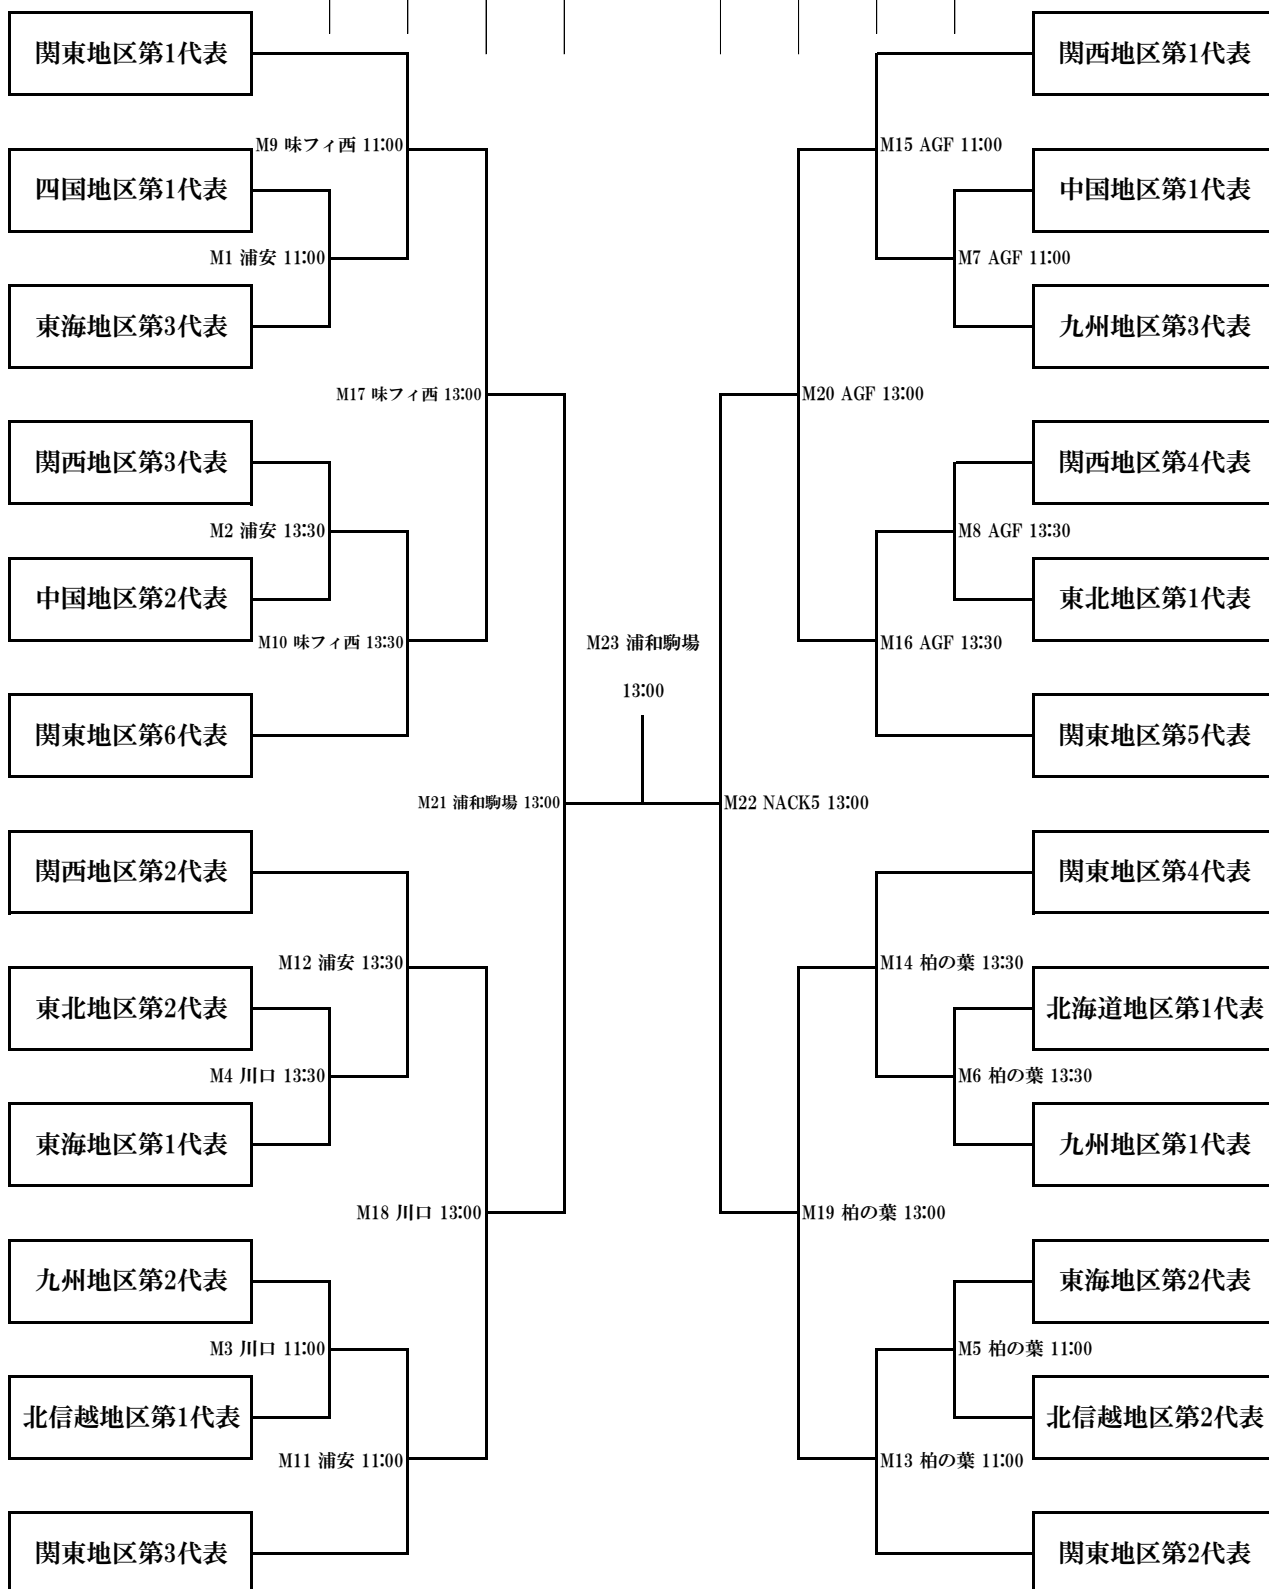 関東地区第1代表
M9 味フィ西 11:00
四国地区第1代表
M1 浦安 11:00
東海地区第3代表
M17 味フィ西 13:00
関西地区第3代表
M2 浦安 13:30
中国地区第2代表
M10 味フィ西 13:30
関東地区第6代表
M21 浦和駒場 13:00
関西地区第2代表
M12 浦安 13:30
東北地区第2代表
M4 川口 13:30
東海地区第1代表
M18 川口 13:00
九州地区第2代表
M3 川口 11:00
北信越地区第1代表
M11 浦安 11:00
関東地区第3代表
M23 浦和駒場
13:00
関西地区第1代表
M15 AGF 11:00
中国地区第1代表
M7 AGF 11:00
九州地区第3代表
M20 AGF 13:00
関西地区第4代表
M8 AGF 13:30
東北地区第1代表
M16 AGF 13:30
関東地区第5代表
M22 NACK5 13:00
関東地区第4代表
M14 柏の葉 13:30
北海道地区第1代表
M6 柏の葉 13:30
九州地区第1代表
M19 柏の葉 13:00
東海地区第2代表
M5 柏の葉 11:00
北信越地区第2代表
M13 柏の葉 11:00
関東地区第2代表